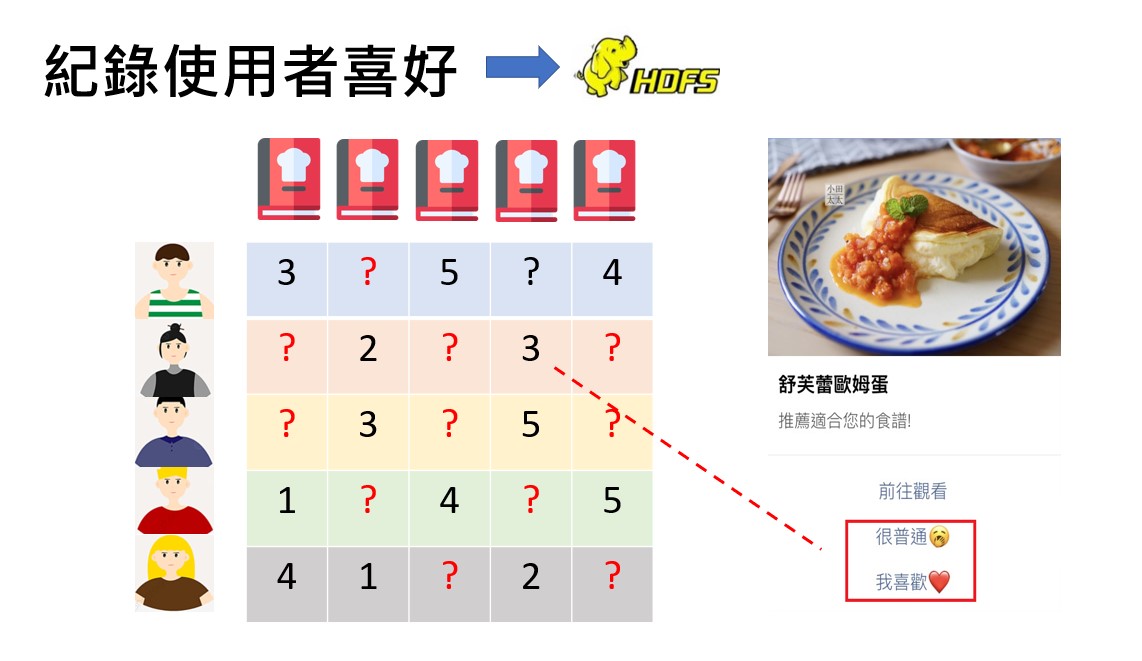 紀錄使用者喜好
HDFS
小田
太太
3 ? 5 ? 4
? 2 ? 3 ?
? 3 ? 5 ?
1 ? 4 ? 5
4 1 ? 2 ?
舒芙蕾歐姆蛋
推薦適合您的食譜!
前往觀看
很普通🥱
我喜歡❤️